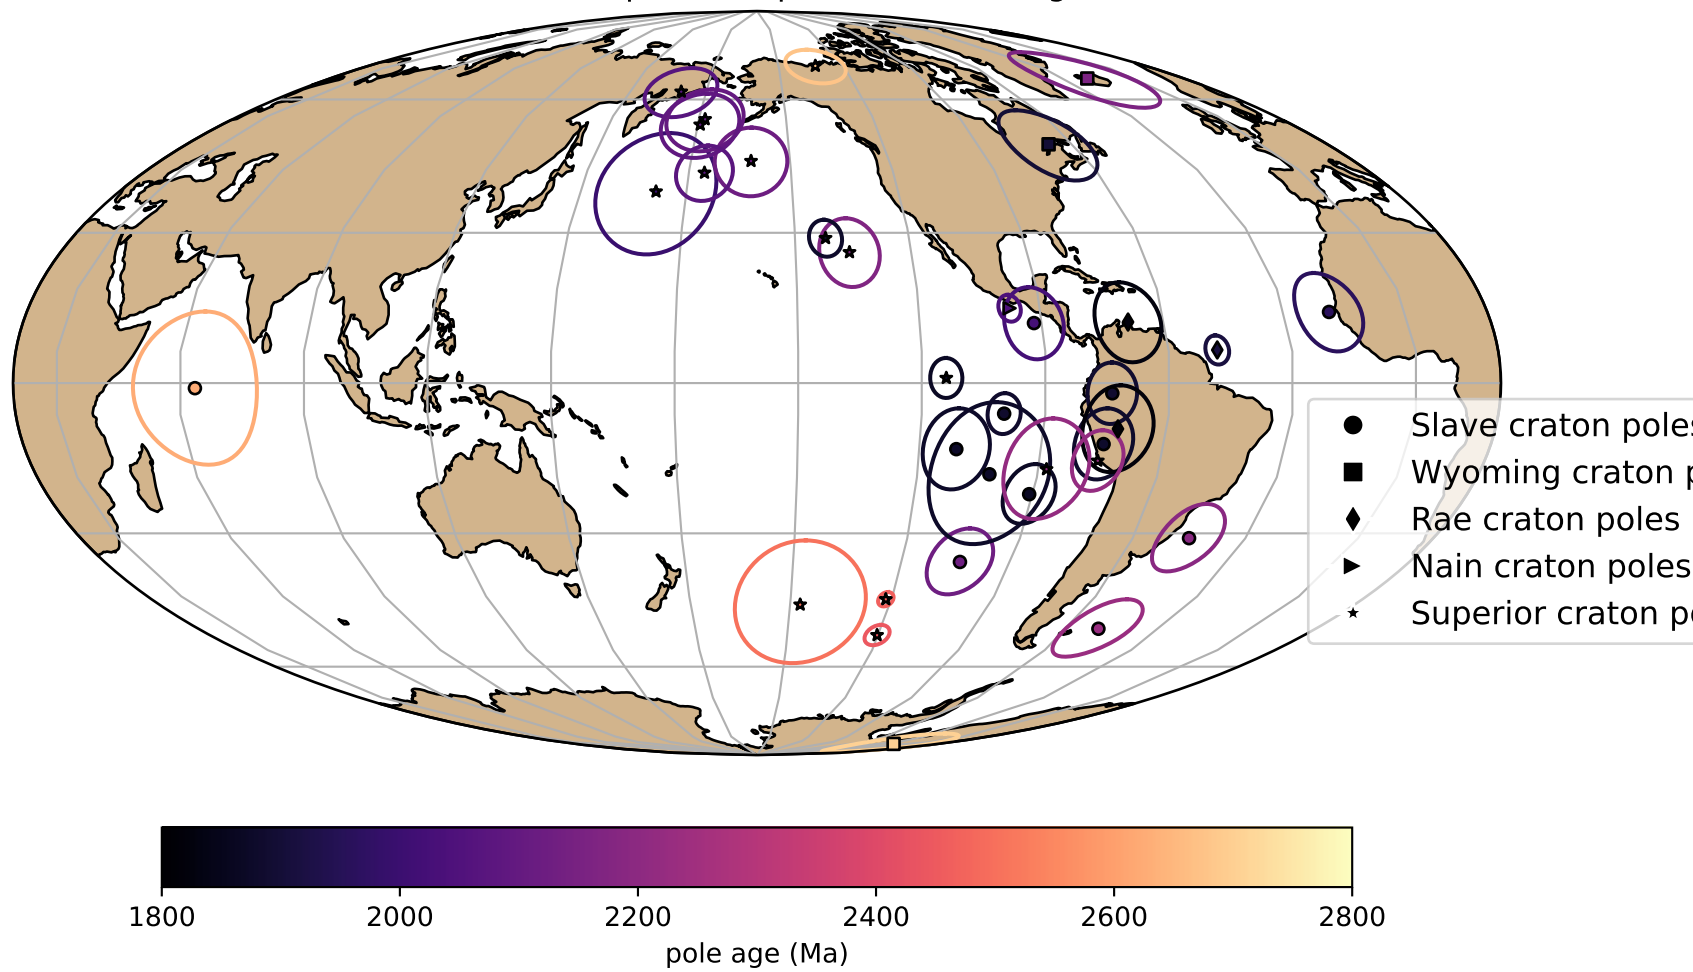 Slave craton poles
Wyoming craton p
Rae craton poles
Nain craton poles
Superior craton po
1800 2000 2200 2400 2600 2800
pole age (Ma)